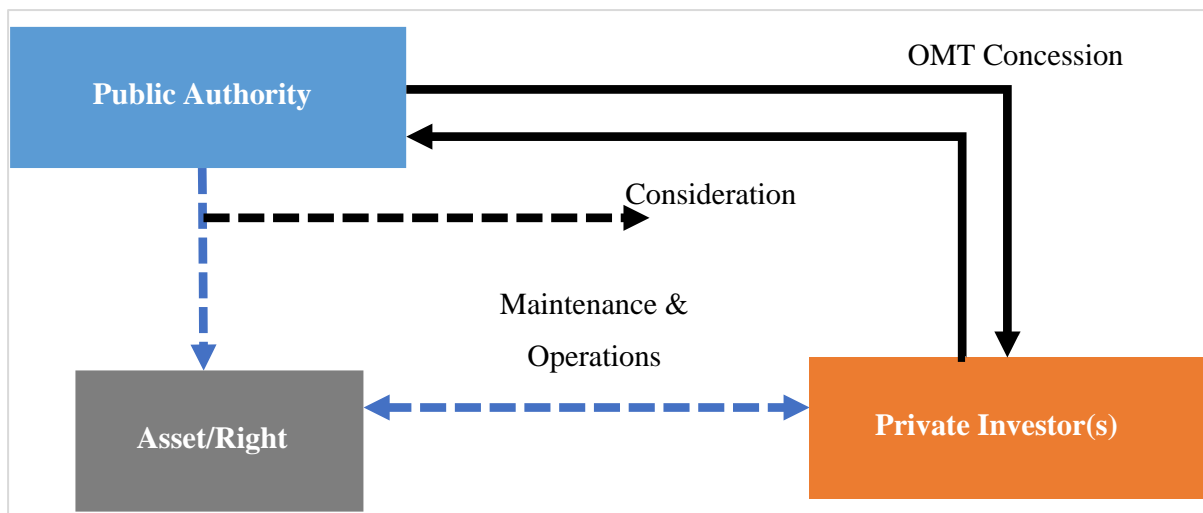 OMT Concession
Public Authority
Consideration
Maintenance &
Operations
Asset/Right
Private Investor(s)